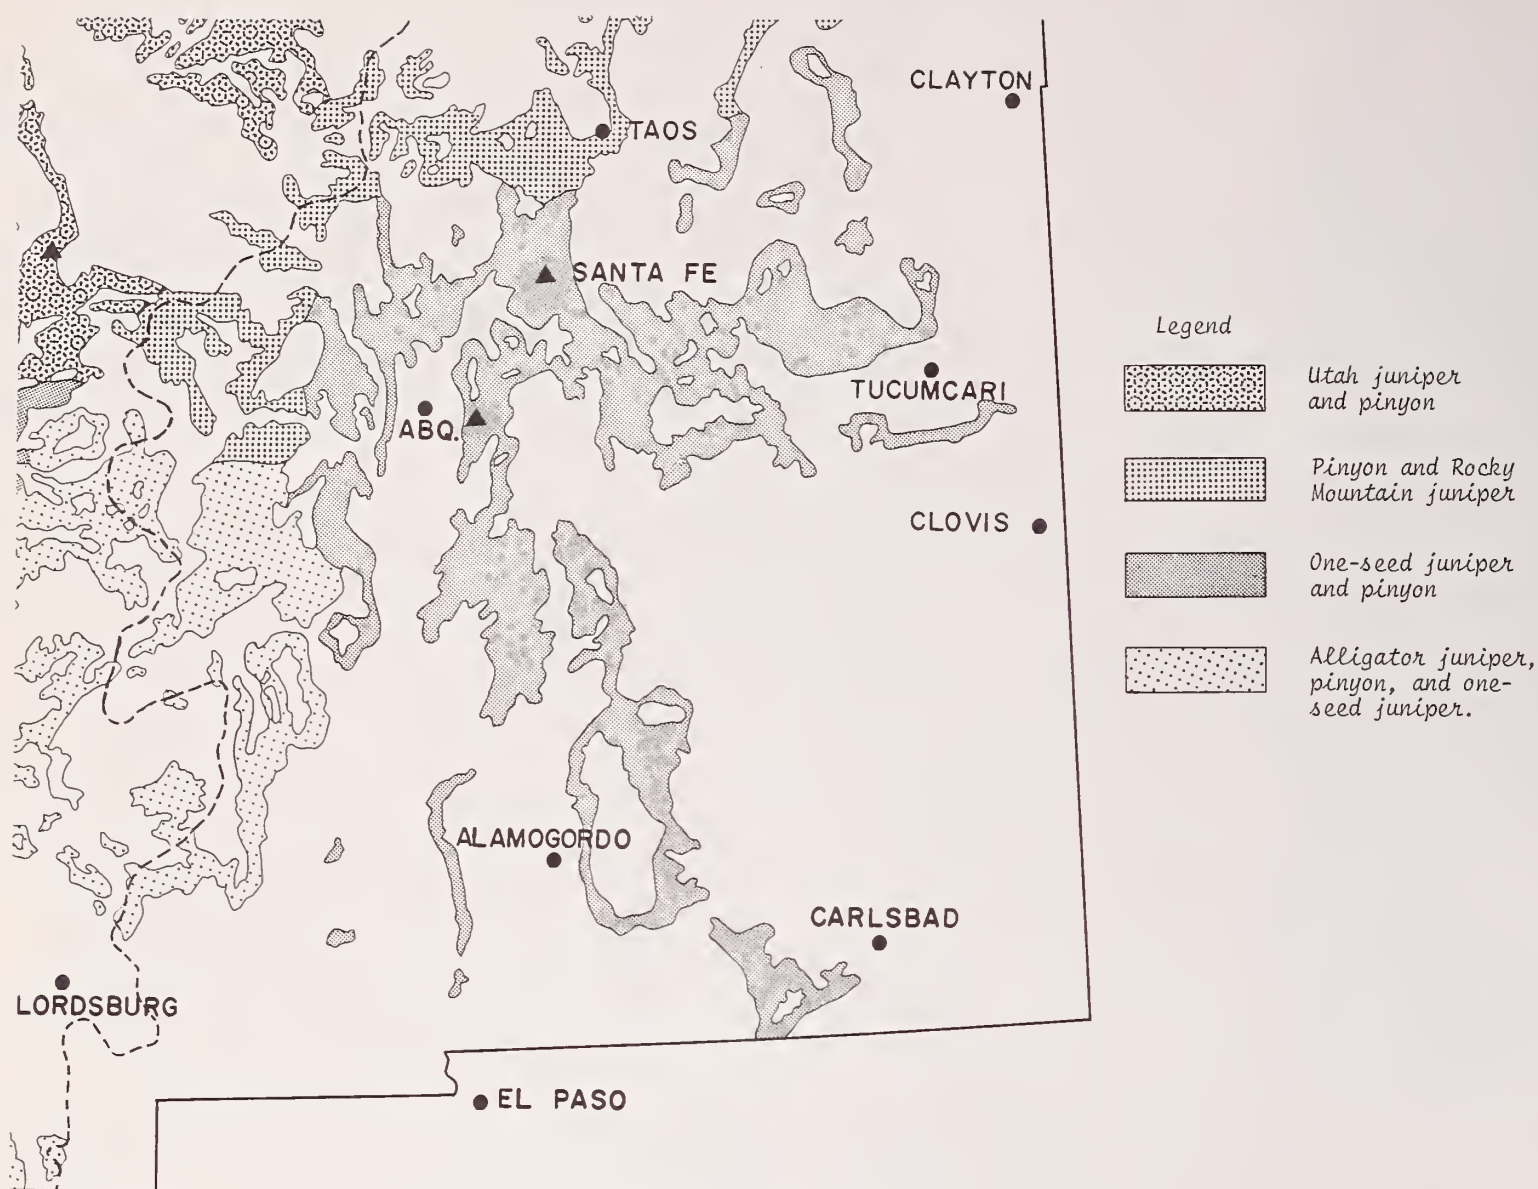 CLAYTON
TAOS
SANTA FE
TUCUMCARI
ABQ.
CLOVIS
ALAMOGORDO
CARLSBAD
LORDSBURG
EL PASO
Legend
Utah juniper
and pinyon
Pinyon and Rocky
Mountain juniper
One-seed juniper
and pinyon
Alligator juniper,
pinyon, and one-
seed juniper.